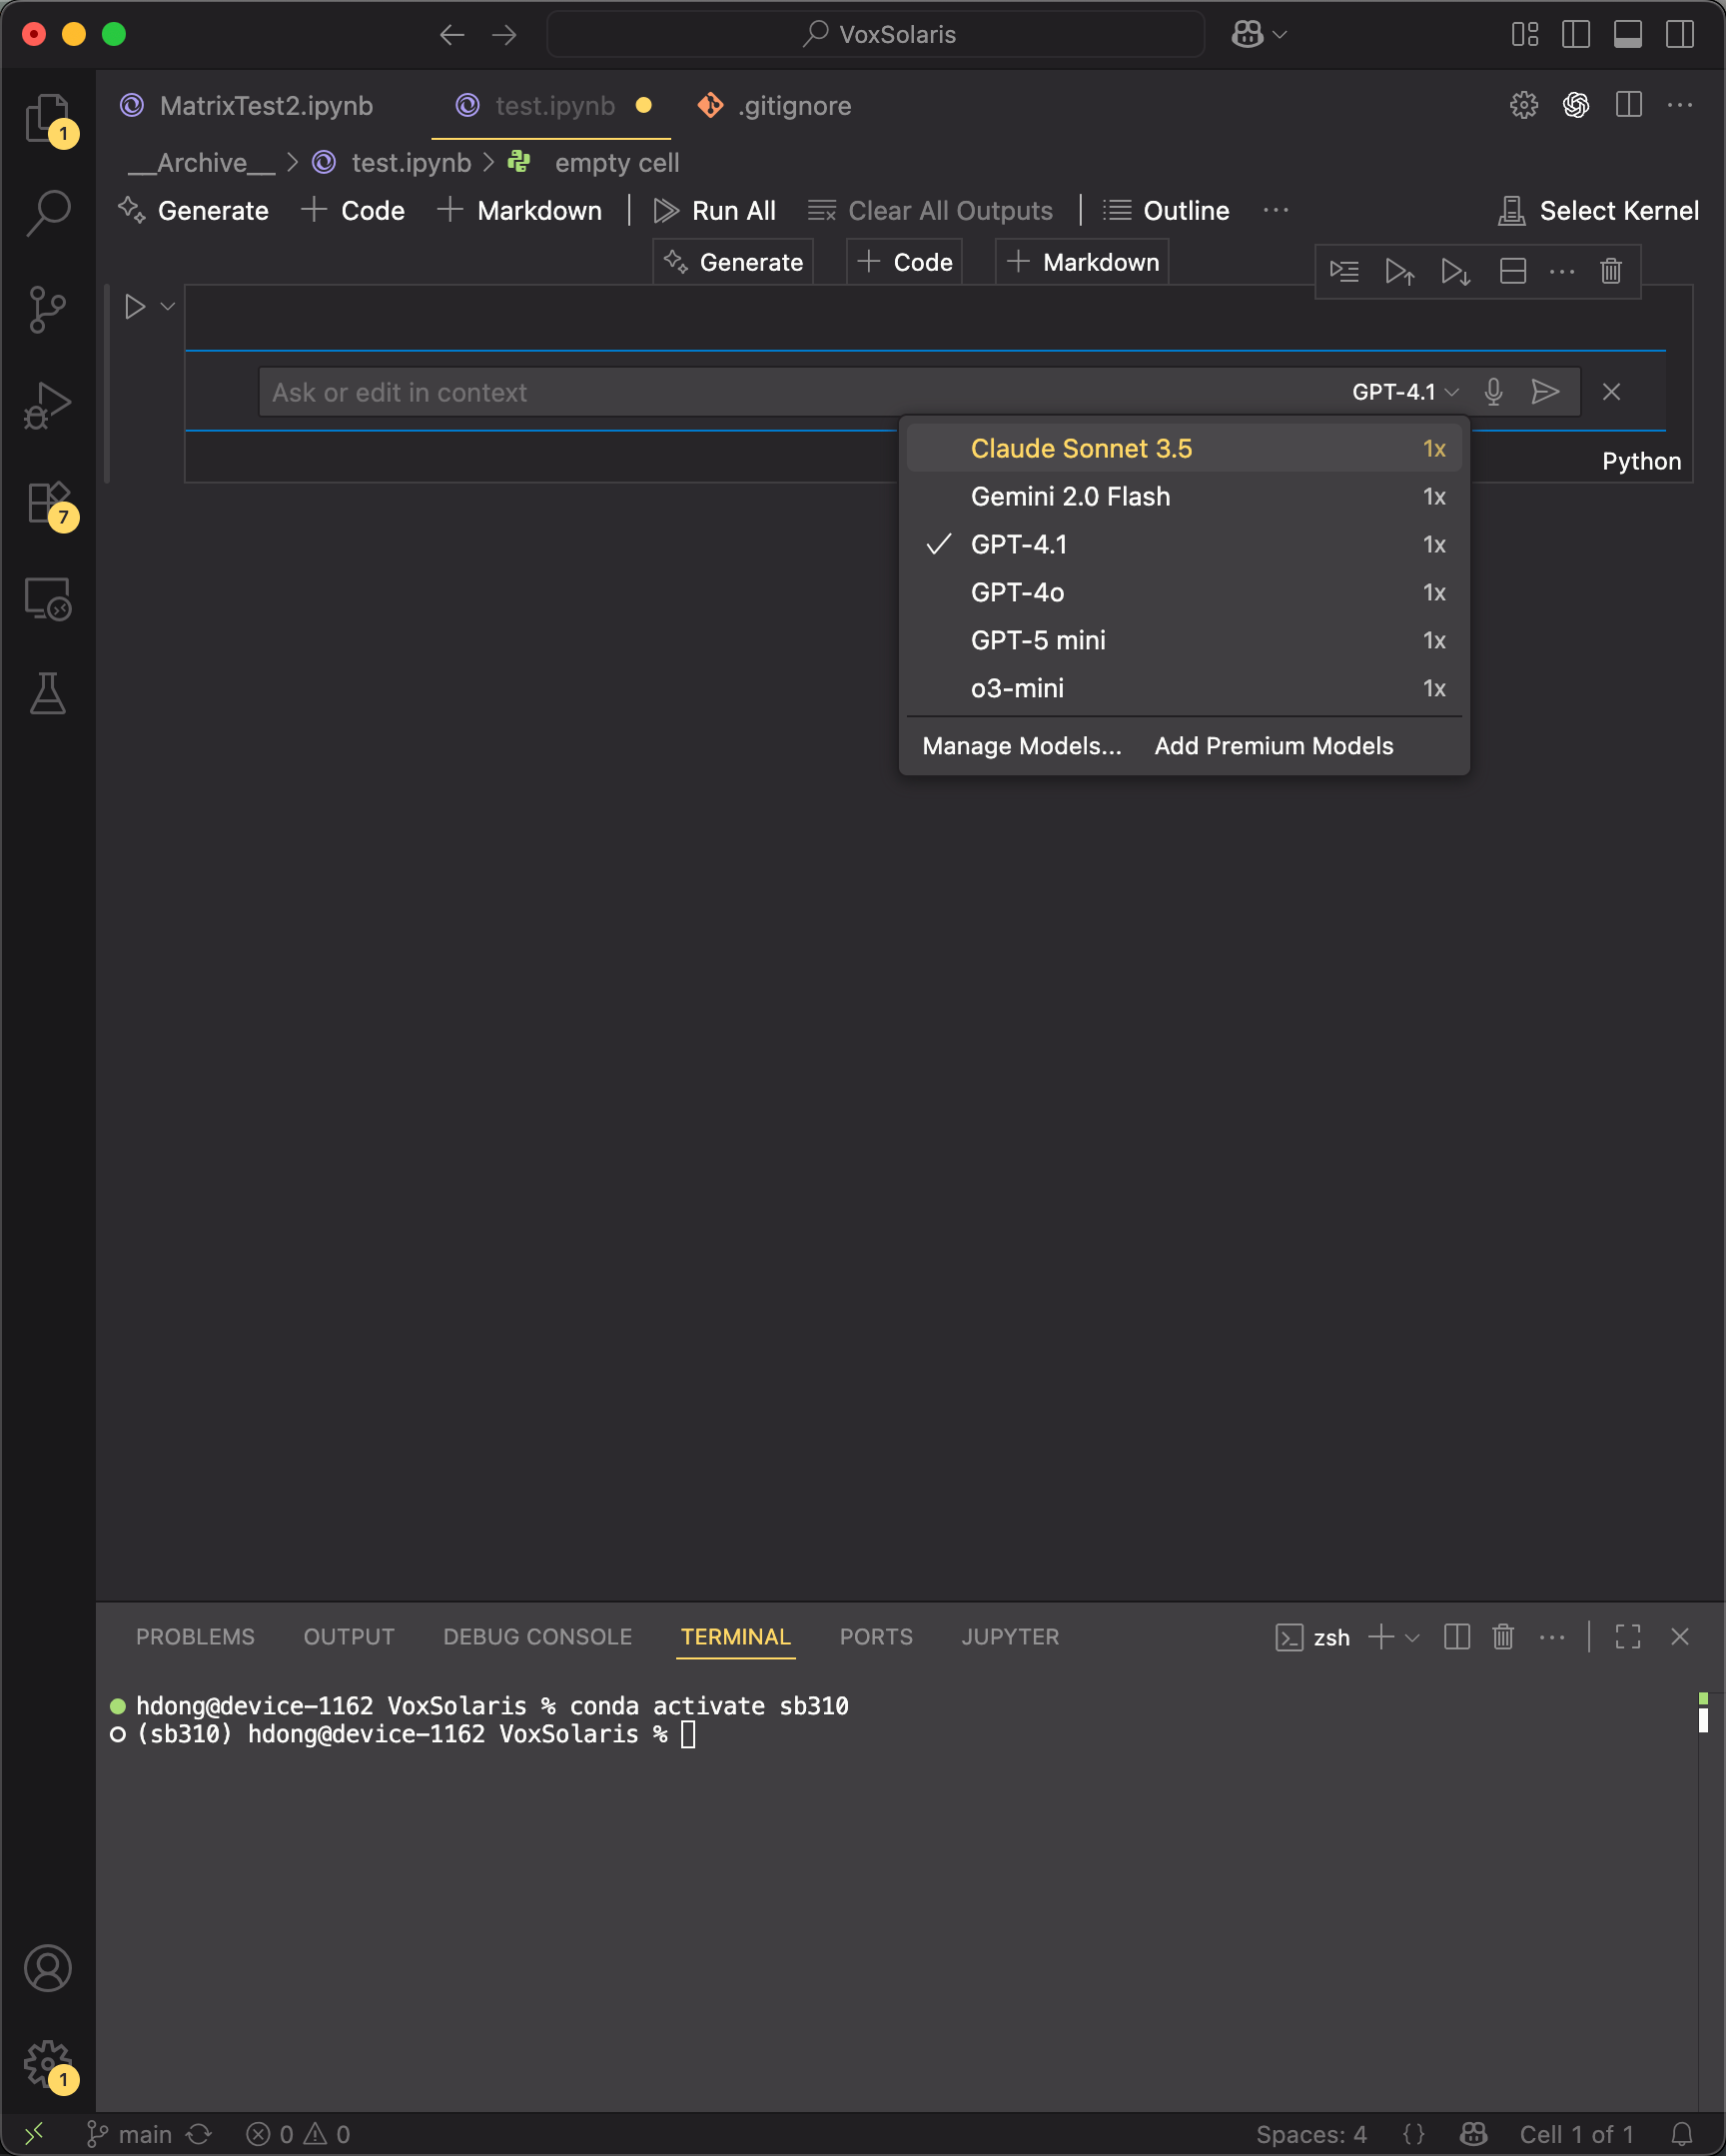 VoxSolaris
MatrixTest2.ipynb test.ipynb .gitignore
1
__Archive__ > test.ipynb > empty cell
Generate + Code + Markdown | Run All Clear All Outputs | Outline ... Select Kernel
Generate + Code + Markdown
Ask or edit in context GPT-4.1
Claude Sonnet 3.5 1x
Python
Gemini 2.0 Flash 1x
7
GPT-4.1 1x
GPT-4o 1x
GPT-5 mini 1x
o3-mini 1x
Manage Models... Add Premium Models
PROBLEMS OUTPUT DEBUG CONSOLE TERMINAL PORTS JUPYTER zsh
hdong@device-1162 VoxSolaris % conda activate sb310
(sb310) hdong@device-1162 VoxSolaris %
1
main 0 0 Spaces: 4 {} Cell 1 of 1